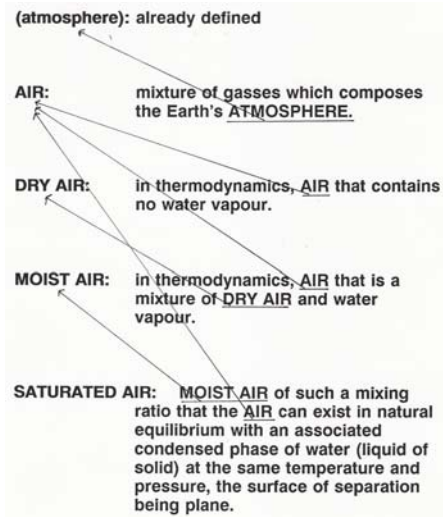 (atmosphere): already defined
AIR: mixture of gasses which composes
the Earth's ATMOSPHERE.
DRY AIR: in thermodynamics, AIR that contains
no water vapour.
MOIST AIR: in thermodynamics, AIR that is a
mixture of DRY AIR and water
vapour.
SATURATED AIR: MOIST AIR of such a mixing
ratio that the AIR can exist in natural
equilibrium with an associated
condensed phase of water (liquid of
solid) at the same temperature and
pressure, the surface of separation
being plane.